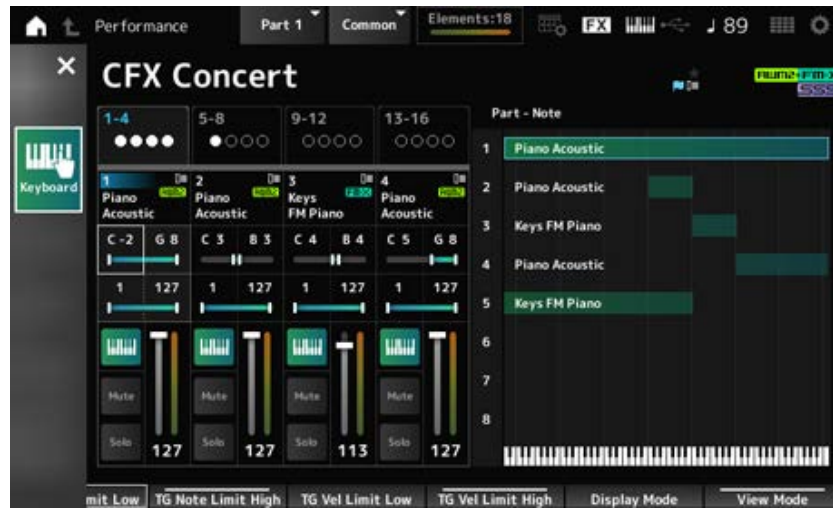 Performance
Part 1
Common
Elements:18
FX
89
CFX Concert
Keyboard
1-4
5-8
9-12
13-16
1
Piano
Acoustic
2
Piano
Acoustic
3
Keys
FM Piano
4
Piano
Acoustic
C -2 G 8
C 3 B 3
C 4 B 4
C 5 G 8
1 127
1 127
1 127
1 127
Mute
Mute
Mute
Mute
Solo
Solo
Solo
Solo
127
127
113
127
Part - Note
1 Piano Acoustic
2 Piano Acoustic
3 Keys FM Piano
4 Piano Acoustic
5 Keys FM Piano
6
7
8
mit Low
TG Note Limit High
TG Vel Limit Low
TG Vel Limit High
Display Mode
View Mode